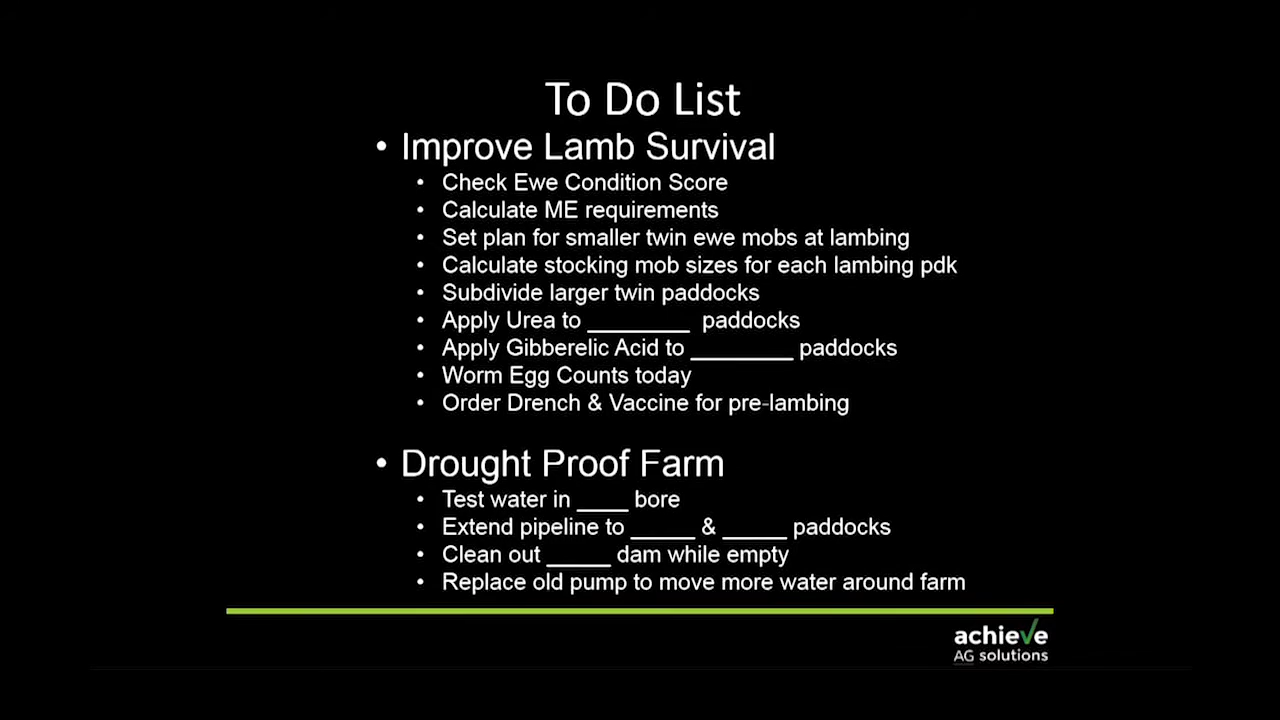 To Do List
• Improve Lamb Survival
• Check Ewe Condition Score
• Calculate ME requirements
• Set plan for smaller twin ewe mobs at lambing
• Calculate stocking mob sizes for each lambing pdk
• Subdivide larger twin paddocks
• Apply Urea to ________ paddocks
• Apply Gibberelic Acid to ________ paddocks
• Worm Egg Counts today
• Order Drench & Vaccine for pre-lambing
• Drought Proof Farm
• Test water in ____ bore
• Extend pipeline to _____ & _____ paddocks
• Clean out _____ dam while empty
• Replace old pump to move more water around farm
achieve
AG solutions